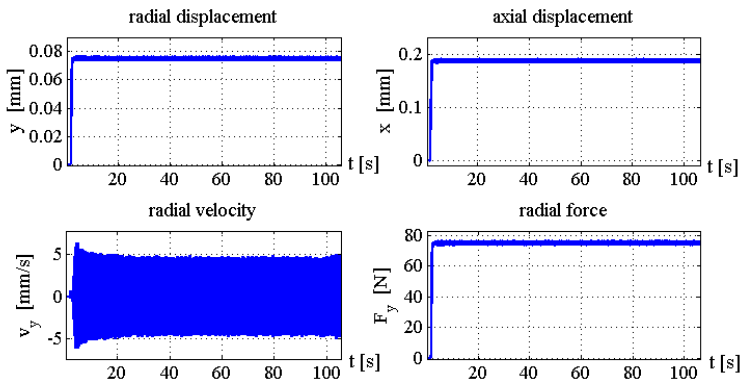 radial displacement
0.08
0.06
0.04
0.02
0
y [mm]
20 40 60 80 100
t [s]
axial displacement
0.2
0.1
0
x [mm]
20 40 60 80 100
t [s]
radial velocity
5
0
-5
v_y [mm/s]
20 40 60 80 100
t [s]
radial force
80
60
40
20
0
F_y [N]
20 40 60 80 100
t [s]